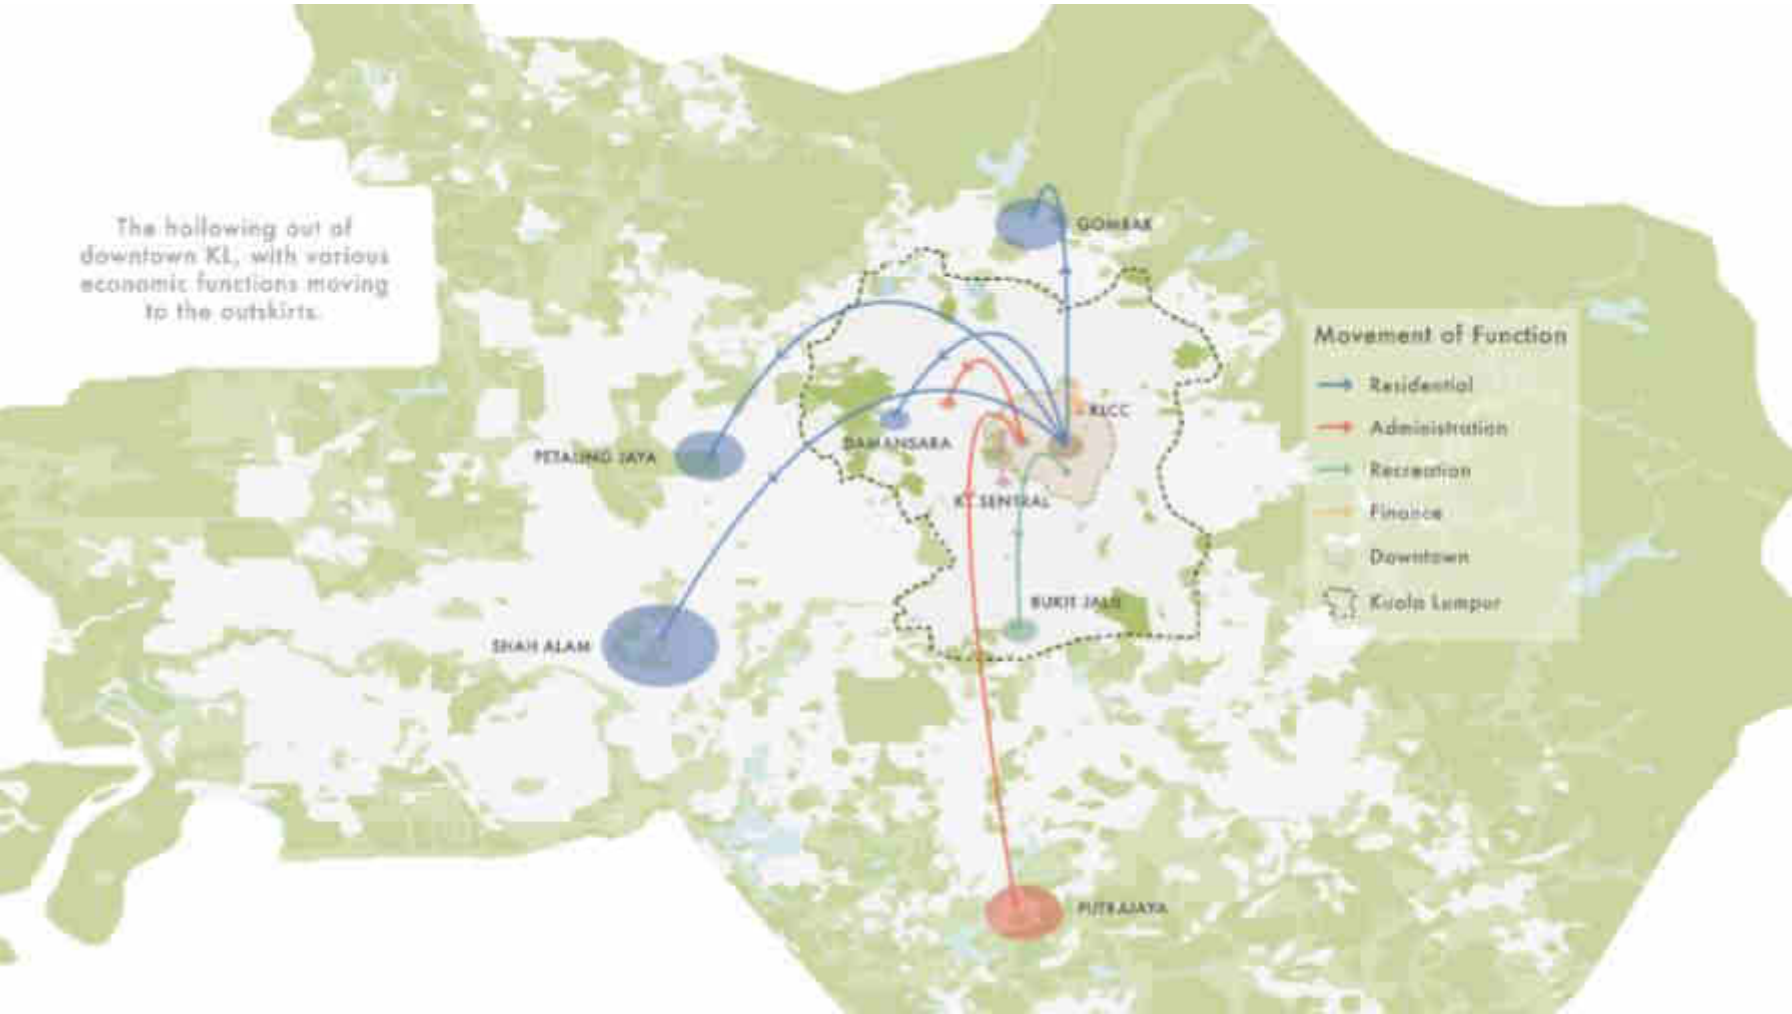 The hollowing out of
downtown KL, with various
economic functions moving
to the outskirts.
GOMBAK
Movement of Function
Residential
Administration
Recreation
Finance
Downtown
Kuala Lumpur
KLCC
DAMANSARA
PETALING JAYA
KL SENTRAL
BUKIT JALIL
SHAH ALAM
PUTRAJAYA